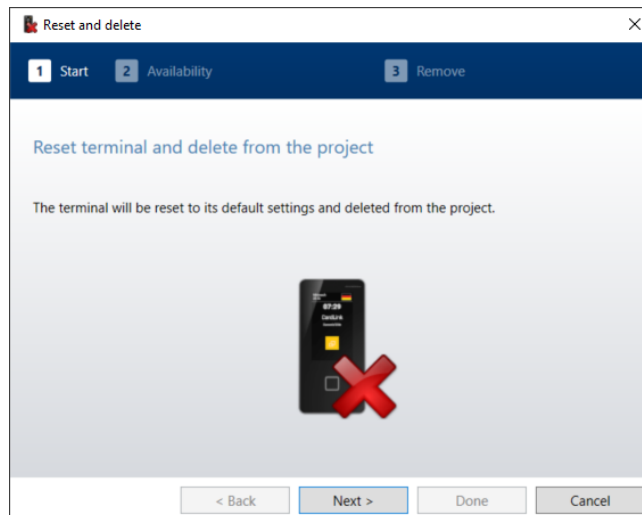 Reset and delete
1 Start 2 Availability 3 Remove
Reset terminal and delete from the project
The terminal will be reset to its default settings and deleted from the project.
07:29
CardLink
< Back Next > Done Cancel